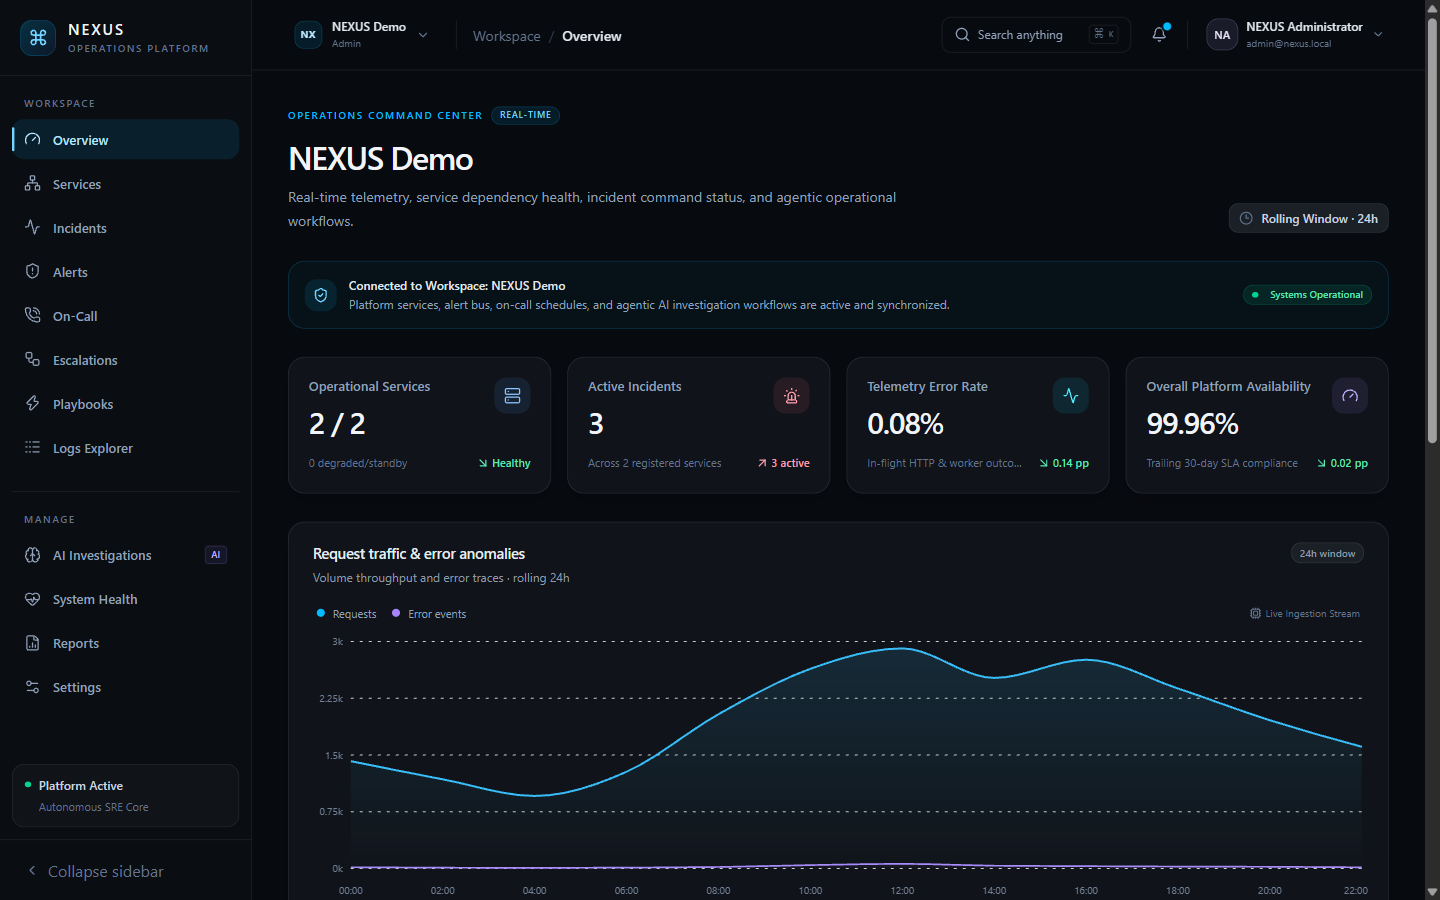 NEXUS
OPERATIONS PLATFORM
WORKSPACE
Overview
Services
Incidents
Alerts
On-Call
Escalations
Playbooks
Logs Explorer
MANAGE
AI Investigations
AI
System Health
Reports
Settings
Platform Active
Autonomous SRE Core
Collapse sidebar
NX
NEXUS Demo
Admin
Workspace / Overview
Search anything
⌘ K
NA
NEXUS Administrator
admin@nexus.local
OPERATIONS COMMAND CENTER
REAL-TIME
NEXUS Demo
Real-time telemetry, service dependency health, incident command status, and agentic operational
workflows.
Rolling Window · 24h
Connected to Workspace: NEXUS Demo
Platform services, alert bus, on-call schedules, and agentic AI investigation workflows are active and synchronized.
Systems Operational
Operational Services
2 / 2
0 degraded/standby
Healthy
Active Incidents
3
Across 2 registered services
3 active
Telemetry Error Rate
0.08%
In-flight HTTP & worker outco...
0.14 pp
Overall Platform Availability
99.96%
Trailing 30-day SLA compliance
0.02 pp
Request traffic & error anomalies
24h window
Volume throughput and error traces · rolling 24h
Requests
Error events
Live Ingestion Stream
3k
2.25k
1.5k
0.75k
0k
00:00 02:00 04:00 06:00 08:00 10:00 12:00 14:00 16:00 18:00 20:00 22:00